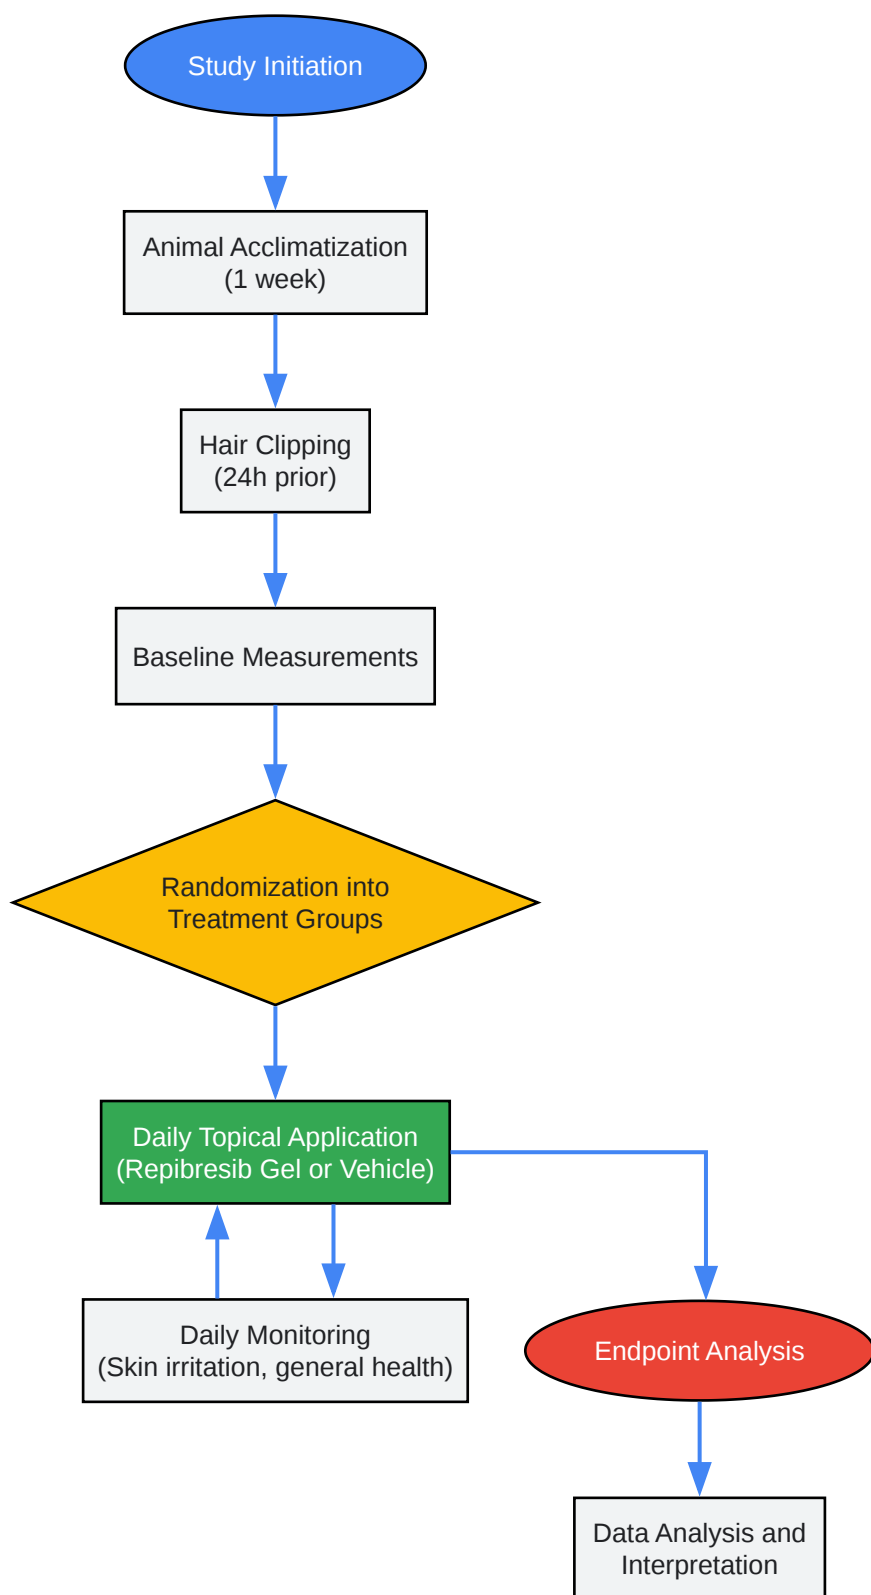 Study Initiation
Animal Acclimatization
(1 week)
Hair Clipping
(24h prior)
Baseline Measurements
Randomization into
Treatment Groups
Daily Topical Application
(Repibresib Gel or Vehicle)
Daily Monitoring
(Skin irritation, general health)
Endpoint Analysis
Data Analysis and
Interpretation